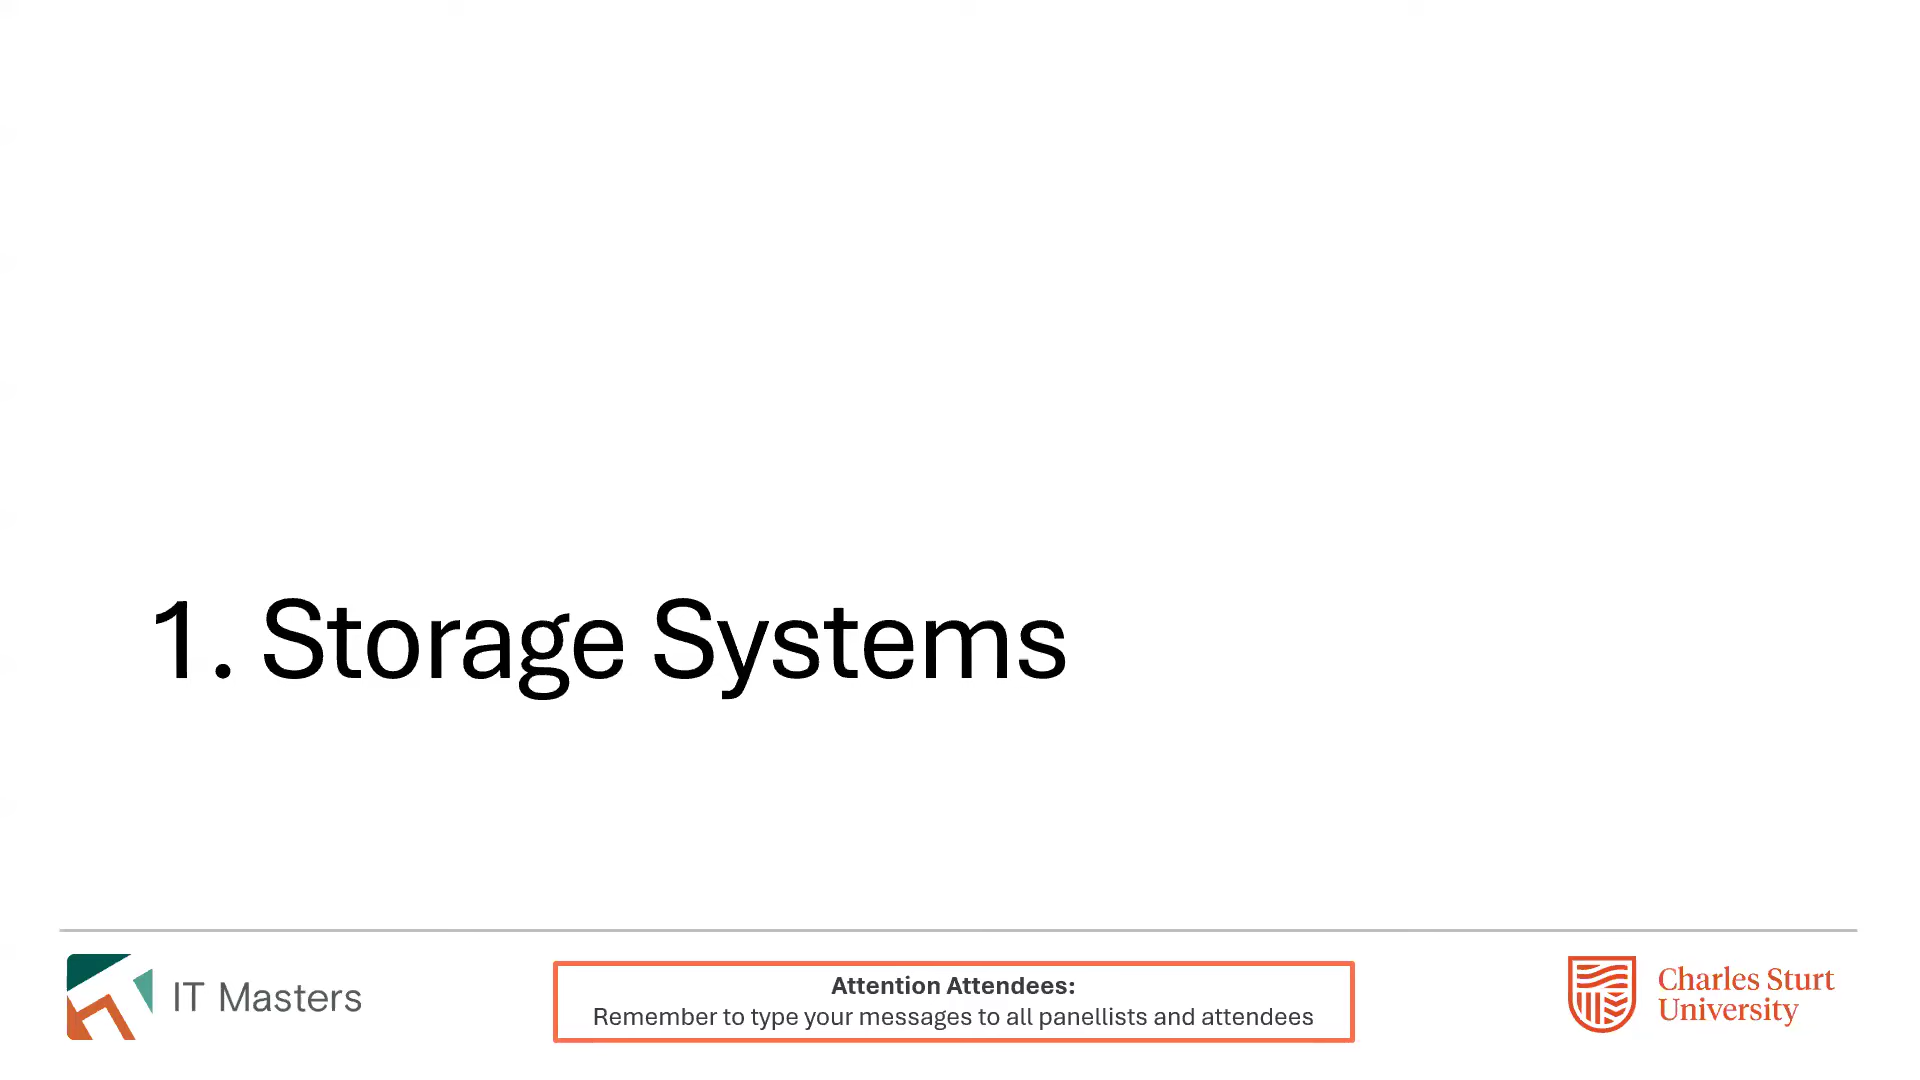 1. Storage Systems
IT Masters
Attention Attendees:
Remember to type your messages to all panellists and attendees
Charles Sturt
University